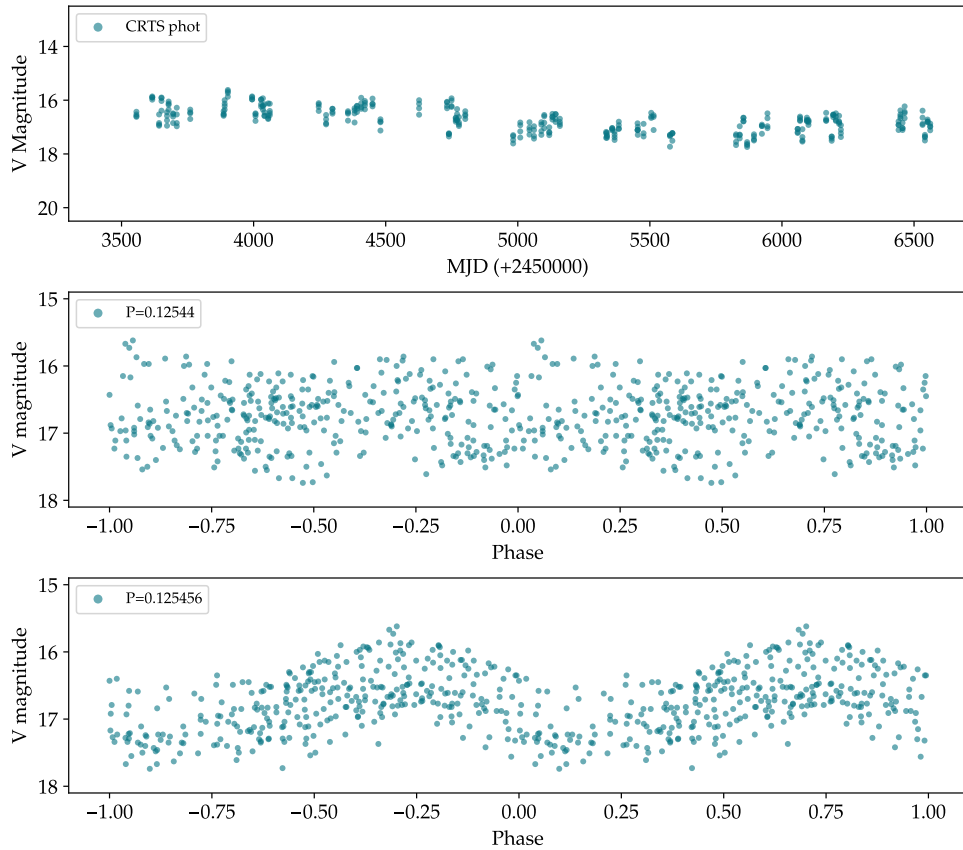 CRTS phot
14
16
18
20
V Magnitude
3500 4000 4500 5000 5500 6000 6500
MJD (+2450000)
P=0.12544
15
16
17
18
V magnitude
−1.00 −0.75 −0.50 −0.25 0.00 0.25 0.50 0.75 1.00
Phase
P=0.125456
15
16
17
18
V magnitude
−1.00 −0.75 −0.50 −0.25 0.00 0.25 0.50 0.75 1.00
Phase